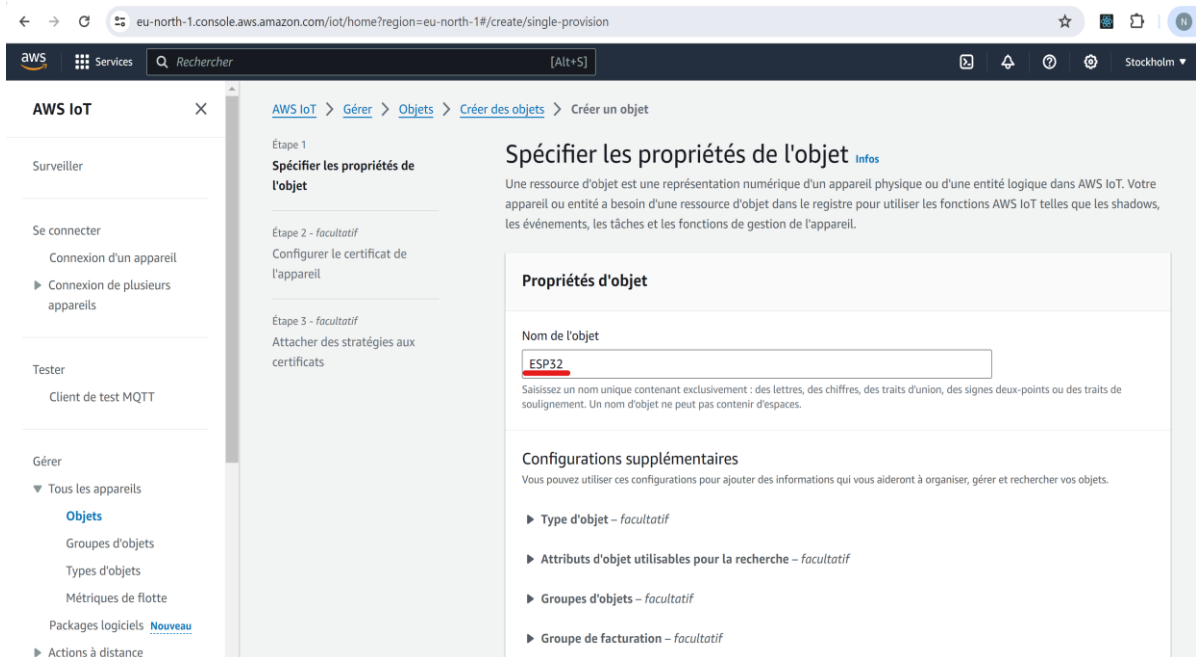 eu-north-1.console.aws.amazon.com/iot/home?region=eu-north-1#/create/single-provision
N
aws
Services
Rechercher
[Alt+S]
Stockholm
AWS IoT
Surveiller
Se connecter
Connexion d'un appareil
Connexion de plusieurs
appareils
Tester
Client de test MQTT
Gérer
Tous les appareils
Objets
Groupes d'objets
Types d'objets
Métriques de flotte
Packages logiciels Nouveau
Actions à distance
AWS IoT > Gérer > Objets > Créer des objets > Créer un objet
Étape 1
Spécifier les propriétés de
l'objet
Étape 2 - facultatif
Configurer le certificat de
l'appareil
Étape 3 - facultatif
Attacher des stratégies aux
certificats
Spécifier les propriétés de l'objet Infos
Une ressource d'objet est une représentation numérique d'un appareil physique ou d'une entité logique dans AWS IoT. Votre
appareil ou entité a besoin d'une ressource d'objet dans le registre pour utiliser les fonctions AWS IoT telles que les shadows,
les événements, les tâches et les fonctions de gestion de l'appareil.
Propriétés d'objet
Nom de l'objet
ESP32
Saisissez un nom unique contenant exclusivement : des lettres, des chiffres, des traits d'union, des signes deux-points ou des traits de
soulignement. Un nom d'objet ne peut pas contenir d'espaces.
Configurations supplémentaires
Vous pouvez utiliser ces configurations pour ajouter des informations qui vous aideront à organiser, gérer et rechercher vos objets.
Type d'objet – facultatif
Attributs d'objet utilisables pour la recherche – facultatif
Groupes d'objets – facultatif
Groupe de facturation – facultatif